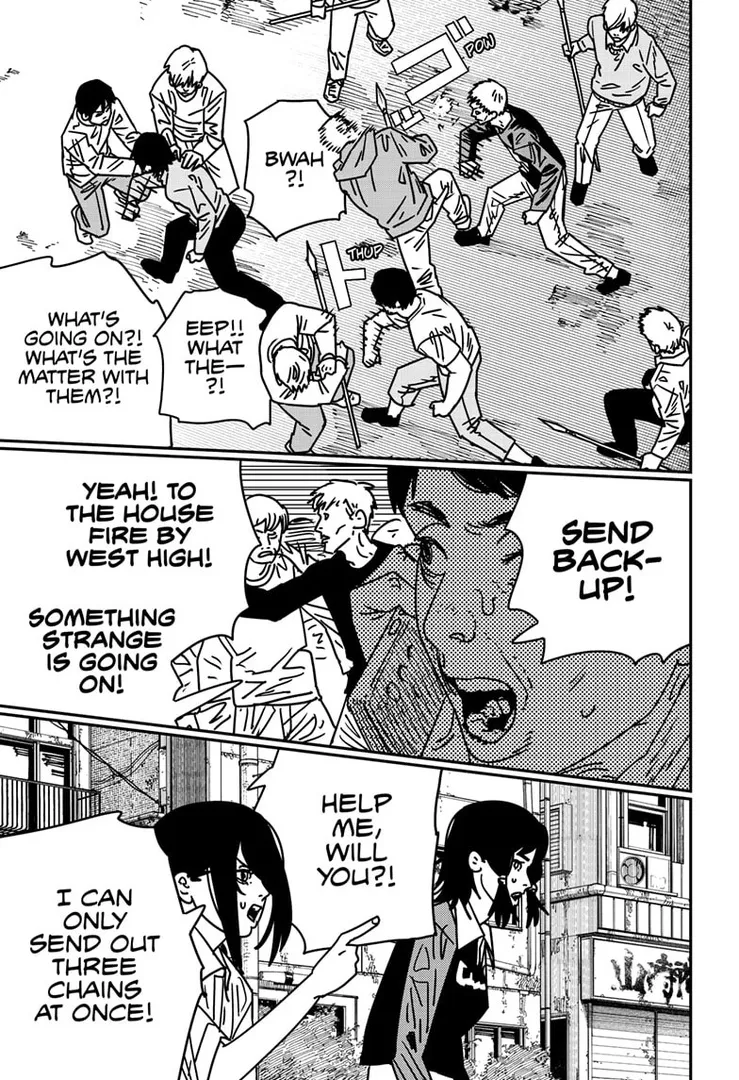 POW
ゴ
BWAH
?!
THUP
ト
EEP!!
WHAT
THE—
?!
WHAT'S
GOING ON?!
WHAT'S THE
MATTER WITH
THEM?!
SEND
BACK-
UP!
YEAH! TO
THE HOUSE
FIRE BY
WEST HIGH!
SOMETHING
STRANGE
IS GOING
ON!
HELP
ME,
WILL
YOU?!
I CAN
ONLY
SEND OUT
THREE
CHAINS
AT ONCE!